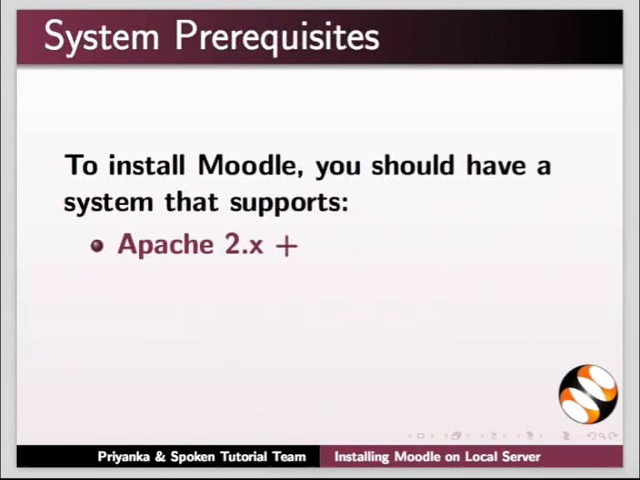 System Prerequisites
To install Moodle, you should have a
system that supports:
Apache 2.x +
Priyanka & Spoken Tutorial Team
Installing Moodle on Local Server